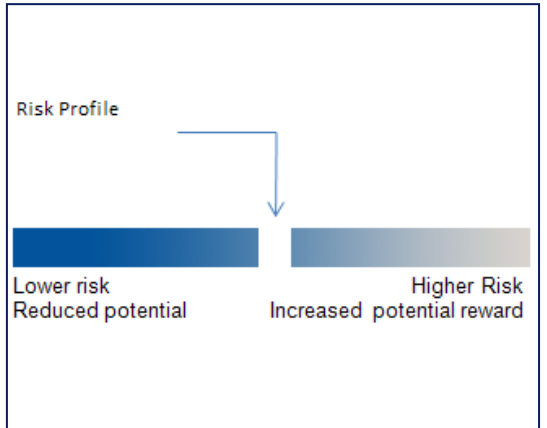 Risk Profile
Lower risk
Reduced potential
Higher Risk
Increased potential reward